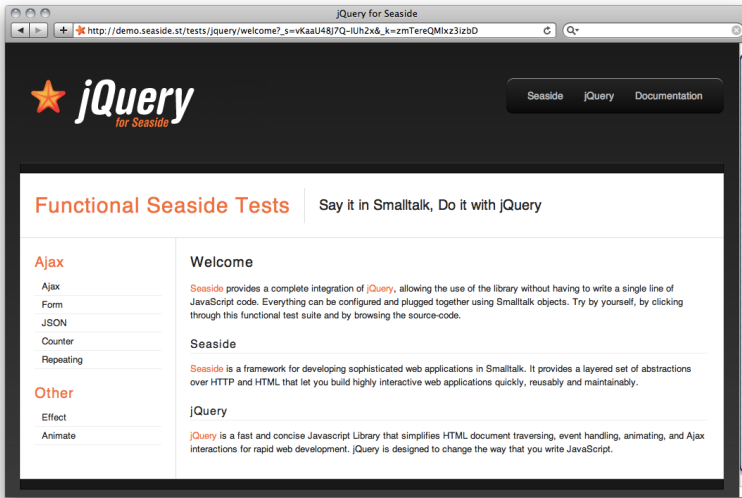 jQuery for Seaside
http://demo.seaside.st/tests/jquery/welcome?_s=vKaaU48J7Q-IUh2x&_k=zmTereQMIxz3izbD
jQuery
for Seaside
Seaside jQuery Documentation
Functional Seaside Tests
Say it in Smalltalk, Do it with jQuery
Ajax
Ajax
Form
JSON
Counter
Repeating
Other
Effect
Animate
Welcome
Seaside provides a complete integration of jQuery, allowing the use of the library without having to write a single line of
JavaScript code. Everything can be configured and plugged together using Smalltalk objects. Try by yourself, by clicking
through this functional test suite and by browsing the source-code.
Seaside
Seaside is a framework for developing sophisticated web applications in Smalltalk. It provides a layered set of abstractions
over HTTP and HTML that let you build highly interactive web applications quickly, reusably and maintainably.
jQuery
jQuery is a fast and concise Javascript Library that simplifies HTML document traversing, event handling, animating, and Ajax
interactions for rapid web development. jQuery is designed to change the way that you write JavaScript.